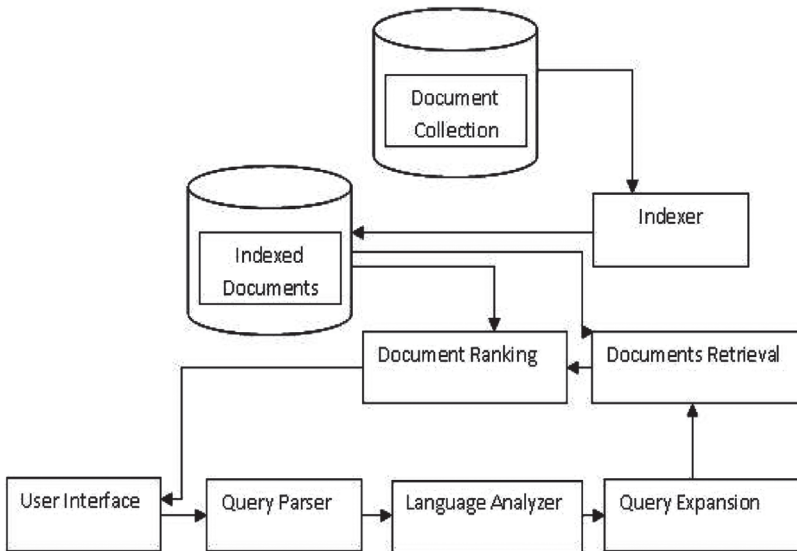 Document
Collection
Indexer
Indexed
Documents
Document Ranking
Documents Retrieval
User Interface
Query Parser
Language Analyzer
Query Expansion